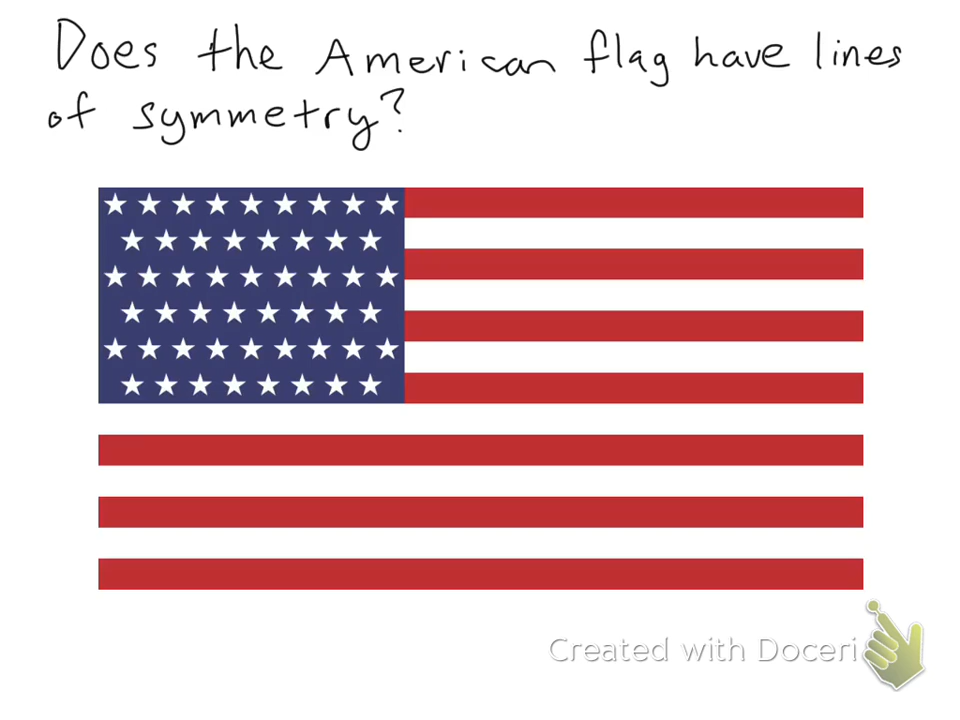 Does the American flag have lines
of symmetry?
Created with Doceri